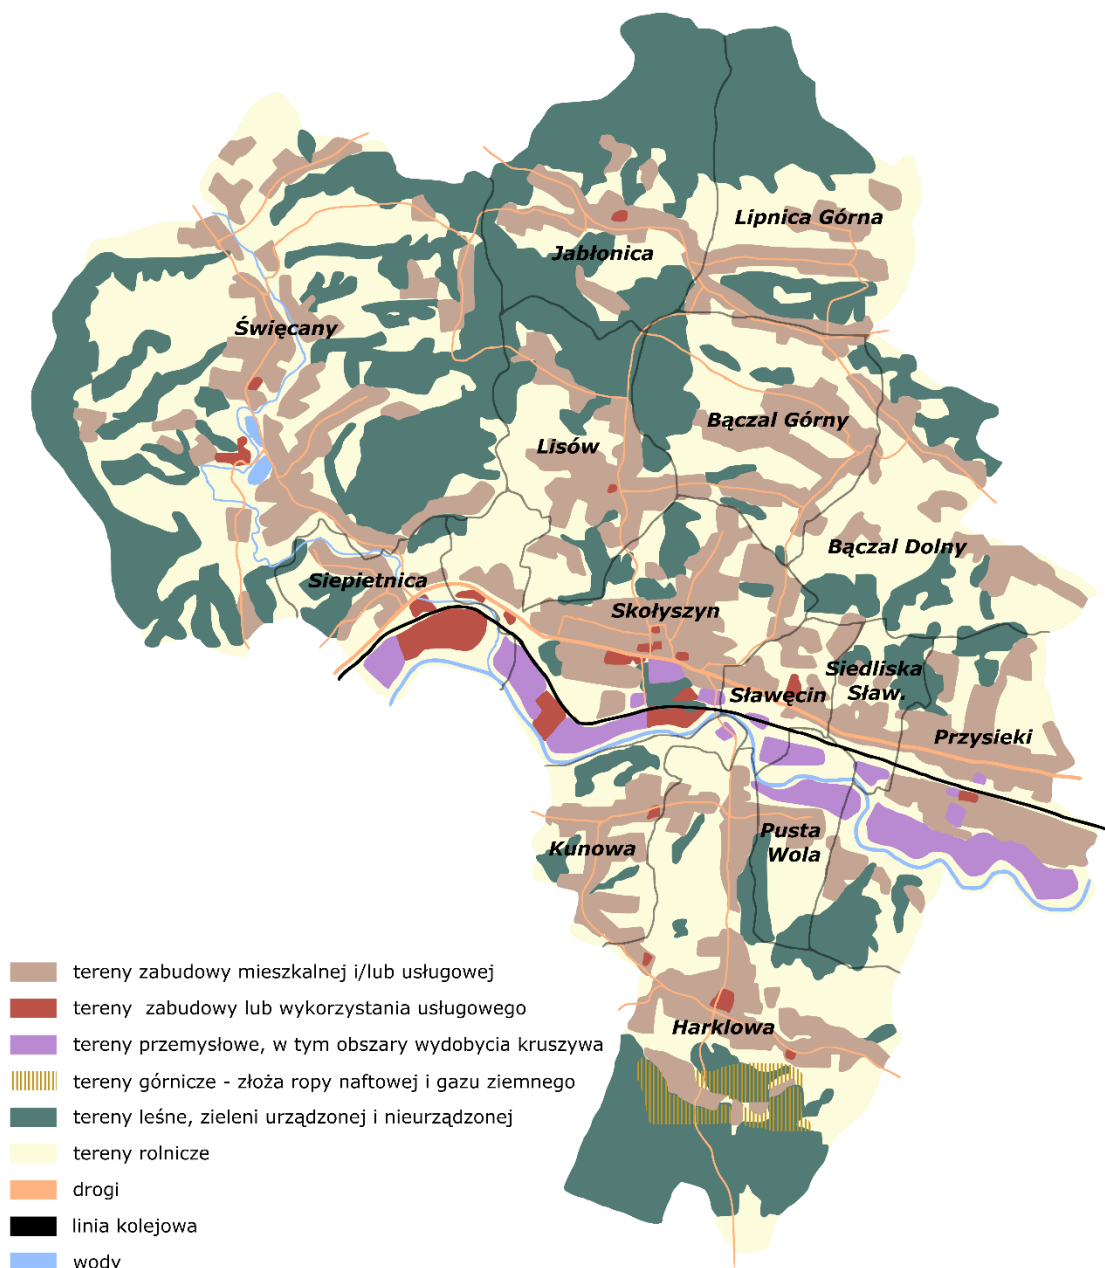 Lipnica Górna
Jabłonica
Święcany
Bączal Górny
Lisów
Bączal Dolny
Siepietnica
Skołyszyn
Siedliska
Sław.
Sławęcin
Przysieki
Pusta
Wola
Kunowa
Harklowa
tereny zabudowy mieszkalnej i/lub usługowej
tereny zabudowy lub wykorzystania usługowego
tereny przemysłowe, w tym obszary wydobycia kruszywa
tereny górnicze - złoża ropy naftowej i gazu ziemnego
tereny leśne, zieleni urządzonej i nieurządzonej
tereny rolnicze
drogi
linia kolejowa
wody